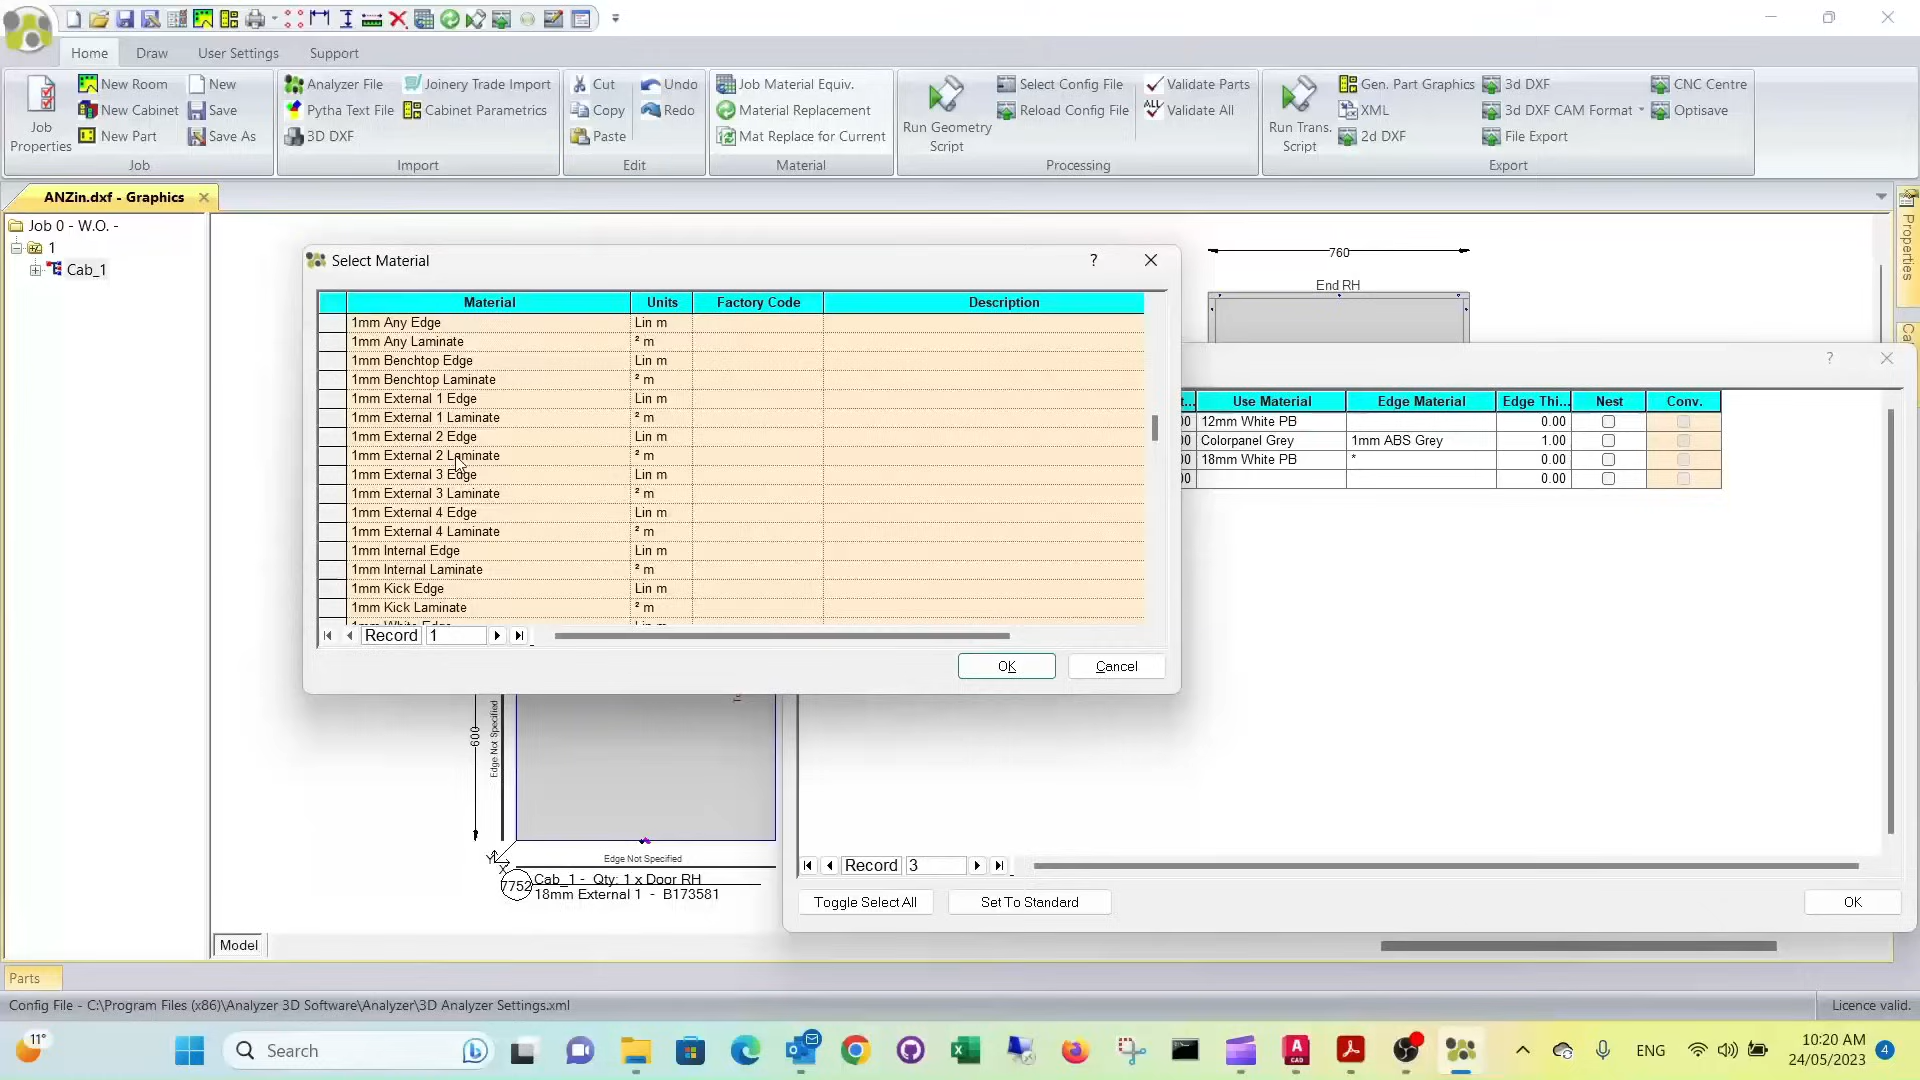 Home
Draw
User Settings
Support
Job Properties
New Room
New Cabinet
New Part
New
Save
Save As
Job
Analyzer File
Pytha Text File
3D DXF
Joinery Trade Import
Cabinet Parametrics
Import
Cut
Copy
Paste
Undo
Redo
Edit
Job Material Equiv.
Material Replacement
Mat Replace for Current
Material
Run Geometry Script
Select Config File
Reload Config File
Validate Parts
Validate All
Processing
Run Trans. Script
Gen. Part Graphics
XML
2d DXF
3d DXF
3d DXF CAM Format
File Export
CNC Centre
Optisave
Export
ANZin.dxf - Graphics
Properties
Job 0 - W.O. -
1
Cab_1
760
End RH
Select Material
?
Material Units Factory Code Description
1mm Any Edge Lin m
1mm Any Laminate ² m
1mm Benchtop Edge Lin m
1mm Benchtop Laminate ² m
1mm External 1 Edge Lin m
1mm External 1 Laminate ² m
1mm External 2 Edge Lin m
1mm External 2 Laminate ² m
1mm External 3 Edge Lin m
1mm External 3 Laminate ² m
1mm External 4 Edge Lin m
1mm External 4 Laminate ² m
1mm Internal Edge Lin m
1mm Internal Laminate ² m
1mm Kick Edge Lin m
1mm Kick Laminate ² m
Record 1
OK
Cancel
?
Use Material Edge Material Edge Thi... Nest Conv.
12mm White PB 0.00
Colorpanel Grey 1mm ABS Grey 1.00
18mm White PB * 0.00
0.00
Record 3
Toggle Select All
Set To Standard
OK
600
Edge Not Specified
Edge Not Specified
Y
X
7752
Cab_1 - Qty: 1 x Door RH
18mm External 1 - B173581
Model
Parts
Config File - C:\Program Files (x86)\Analyzer 3D Software\Analyzer\3D Analyzer Settings.xml
Licence valid.
11°
Search
ENG
10:20 AM
24/05/2023
4